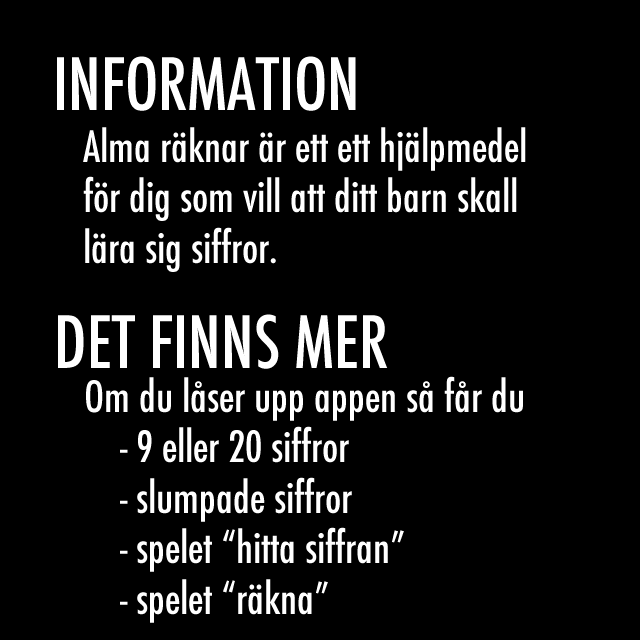 INFORMATION
Alma räknar är ett ett hjälpmedel
för dig som vill att ditt barn skall
lära sig siffror.
DET FINNS MER
Om du låser upp appen så får du
- 9 eller 20 siffror
- slumpade siffror
- spelet “hitta siffran”
- spelet “räkna”